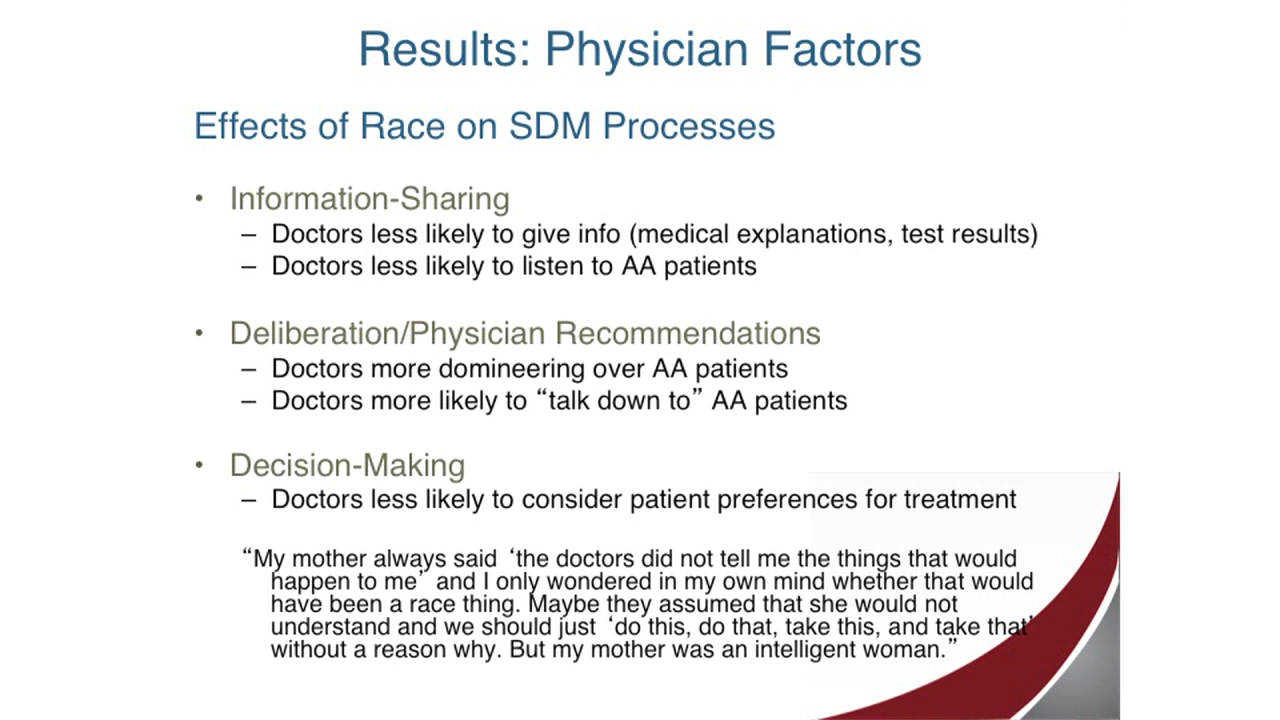 Results: Physician Factors
Effects of Race on SDM Processes
• Information-Sharing
– Doctors less likely to give info (medical explanations, test results)
– Doctors less likely to listen to AA patients
• Deliberation/Physician Recommendations
– Doctors more domineering over AA patients
– Doctors more likely to “talk down to” AA patients
• Decision-Making
– Doctors less likely to consider patient preferences for treatment
“My mother always said ‘the doctors did not tell me the things that would
happen to me’ and I only wondered in my own mind whether that would
have been a race thing. Maybe they assumed that she would not
understand and we should just ‘do this, do that, take this, and take that’
without a reason why. But my mother was an intelligent woman.”